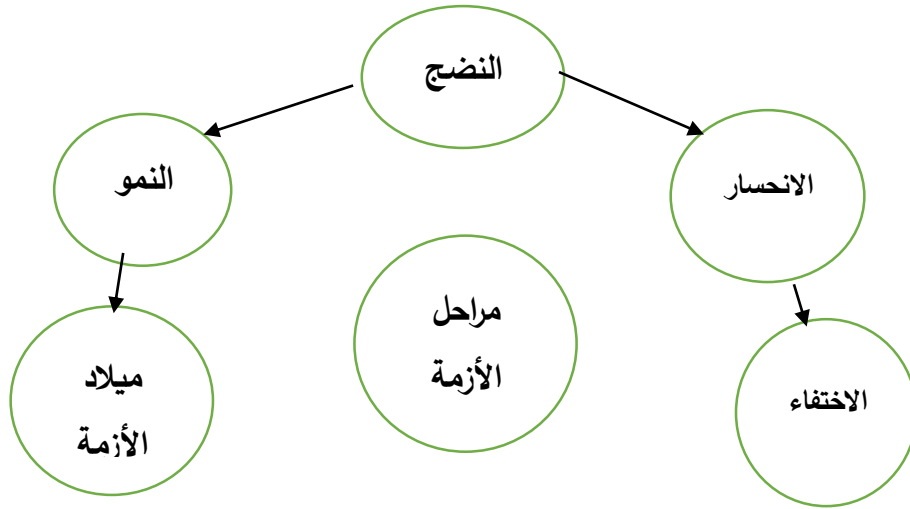 النضج
الانحسار
النمو
مراحل
الأزمة
الاختفاء
ميلاد
الأزمة